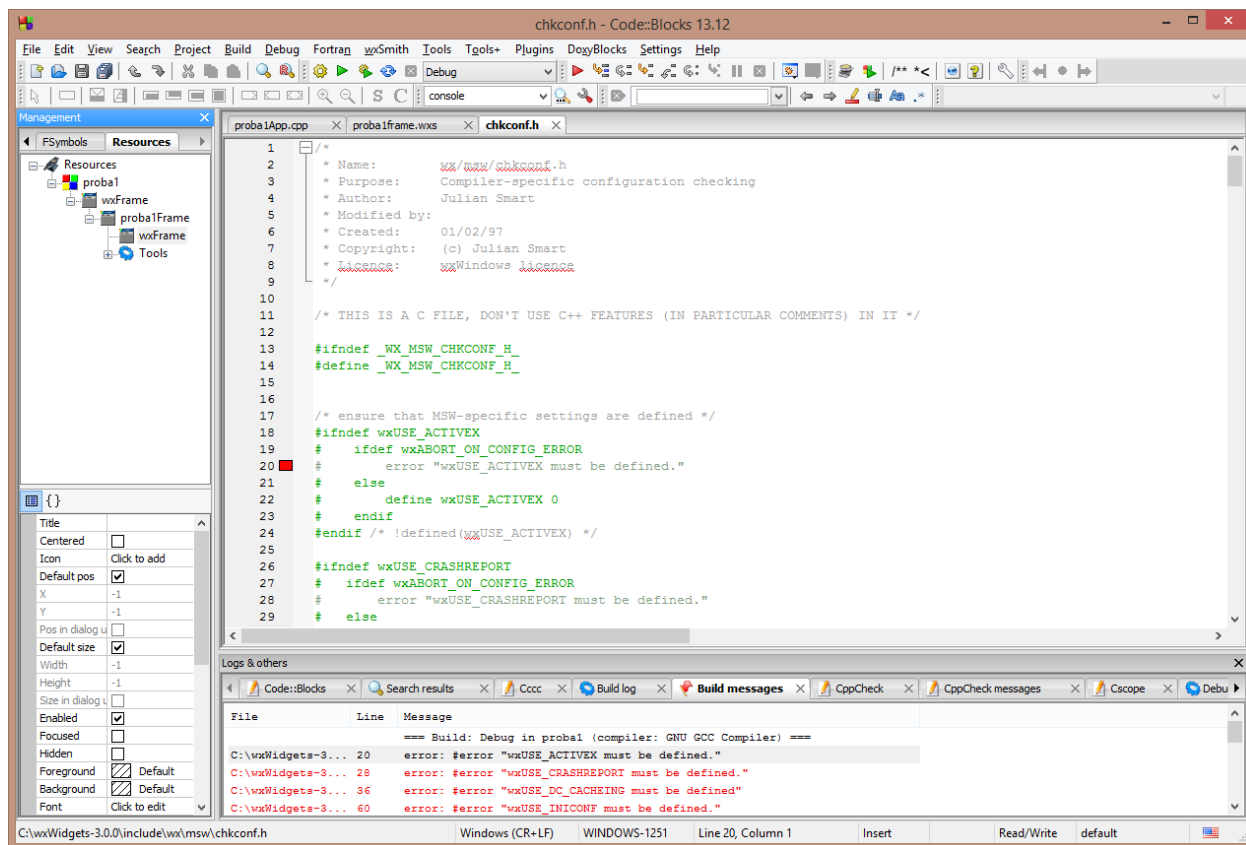 chkconf.h - Code::Blocks 13.12
File Edit View Search Project Build Debug Fortran wxSmith Tools Tools+ Plugins DoxyBlocks Settings Help
Debug /** *<
S C console .*
Management
FSymbols Resources
Resources
proba1
wxFrame
proba1Frame
wxFrame
Tools
{}
Title
Centered
Icon Click to add
Default pos
X -1
Y -1
Pos in dialog u
Default size
Width -1
Height -1
Size in dialog u
Enabled
Focused
Hidden
Foreground Default
Background Default
Font Click to edit
proba1App.cpp proba1frame.wxs chkconf.h
1 /*
2 * Name: wx/msw/chkconf.h
3 * Purpose: Compiler-specific configuration checking
4 * Author: Julian Smart
5 * Modified by:
6 * Created: 01/02/97
7 * Copyright: (c) Julian Smart
8 * Licence: wxWindows licence
9 */
10
11 /* THIS IS A C FILE, DON'T USE C++ FEATURES (IN PARTICULAR COMMENTS) IN IT */
12
13 #ifndef _WX_MSW_CHKCONF_H_
14 #define _WX_MSW_CHKCONF_H_
15
16
17 /* ensure that MSW-specific settings are defined */
18 #ifndef wxUSE_ACTIVEX
19 # ifdef wxABORT_ON_CONFIG_ERROR
20 # error "wxUSE_ACTIVEX must be defined."
21 # else
22 # define wxUSE_ACTIVEX 0
23 # endif
24 #endif /* !defined(wxUSE_ACTIVEX) */
25
26 #ifndef wxUSE_CRASHREPORT
27 # ifdef wxABORT_ON_CONFIG_ERROR
28 # error "wxUSE_CRASHREPORT must be defined."
29 # else
Logs & others
Code::Blocks Search results Cccc Build log Build messages CppCheck CppCheck messages Cscope Debu
File Line Message
=== Build: Debug in proba1 (compiler: GNU GCC Compiler) ===
C:\wxWidgets-3... 20 error: #error "wxUSE_ACTIVEX must be defined."
C:\wxWidgets-3... 28 error: #error "wxUSE_CRASHREPORT must be defined."
C:\wxWidgets-3... 36 error: #error "wxUSE_DC_CACHEING must be defined"
C:\wxWidgets-3... 60 error: #error "wxUSE_INICONF must be defined."
C:\wxWidgets-3.0.0\include\wx\msw\chkconf.h Windows (CR+LF) WINDOWS-1251 Line 20, Column 1 Insert Read/Write default